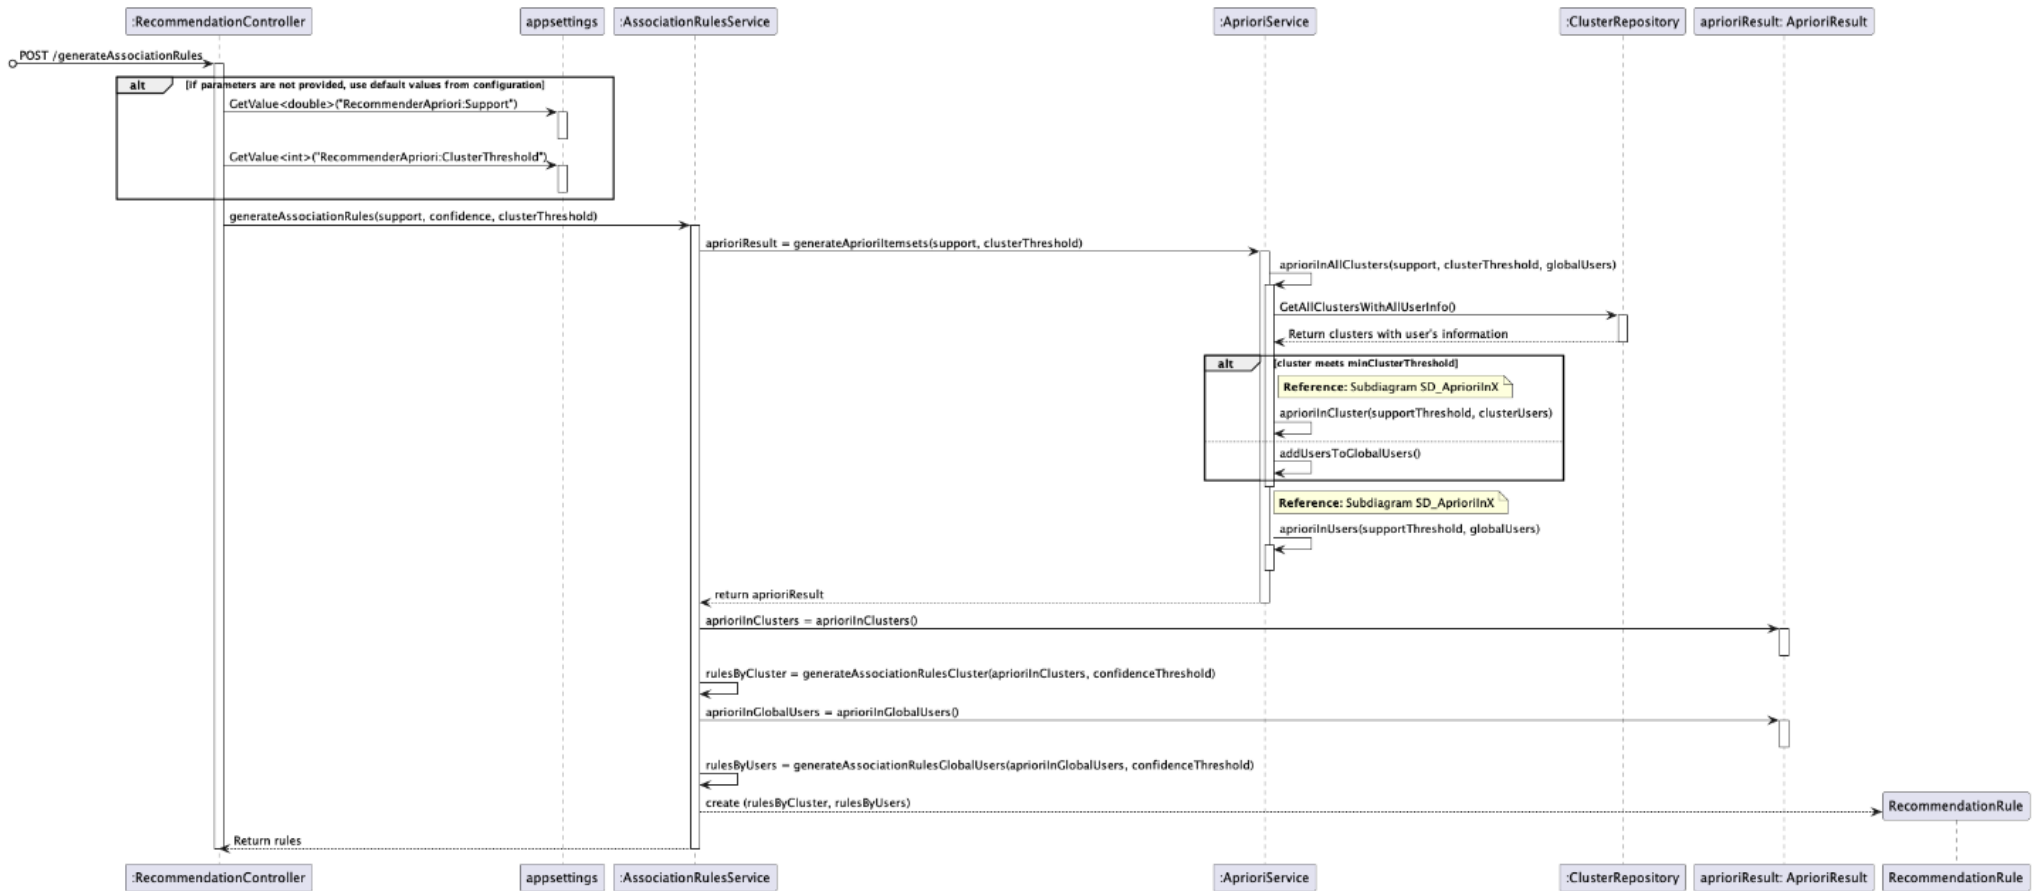 :RecommendationController
appsettings
:AssociationRulesService
:AprioriService
:ClusterRepository
aprioriResult: AprioriResult
POST /generateAssociationRules
alt
[if parameters are not provided, use default values from configuration]
GetValue<double>("RecommenderApriori:Support")
GetValue<int>("RecommenderApriori:ClusterThreshold")
generateAssociationRules(support, confidence, clusterThreshold)
aprioriResult = generateAprioriItemsets(support, clusterThreshold)
aprioriInAllClusters(support, clusterThreshold, globalUsers)
GetAllClustersWithAllUserInfo()
Return clusters with user's information
alt
[cluster meets minClusterThreshold]
Reference: Subdiagram SD_AprioriInX
aprioriInCluster(supportThreshold, clusterUsers)
addUsersToGlobalUsers()
Reference: Subdiagram SD_AprioriInX
aprioriInUsers(supportThreshold, globalUsers)
return aprioriResult
aprioriInClusters = aprioriInClusters()
rulesByCluster = generateAssociationRulesCluster(aprioriInClusters, confidenceThreshold)
aprioriInGlobalUsers = aprioriInGlobalUsers()
rulesByUsers = generateAssociationRulesGlobalUsers(aprioriInGlobalUsers, confidenceThreshold)
create (rulesByCluster, rulesByUsers)
RecommendationRule
Return rules
:RecommendationController
appsettings
:AssociationRulesService
:AprioriService
:ClusterRepository
aprioriResult: AprioriResult
RecommendationRule